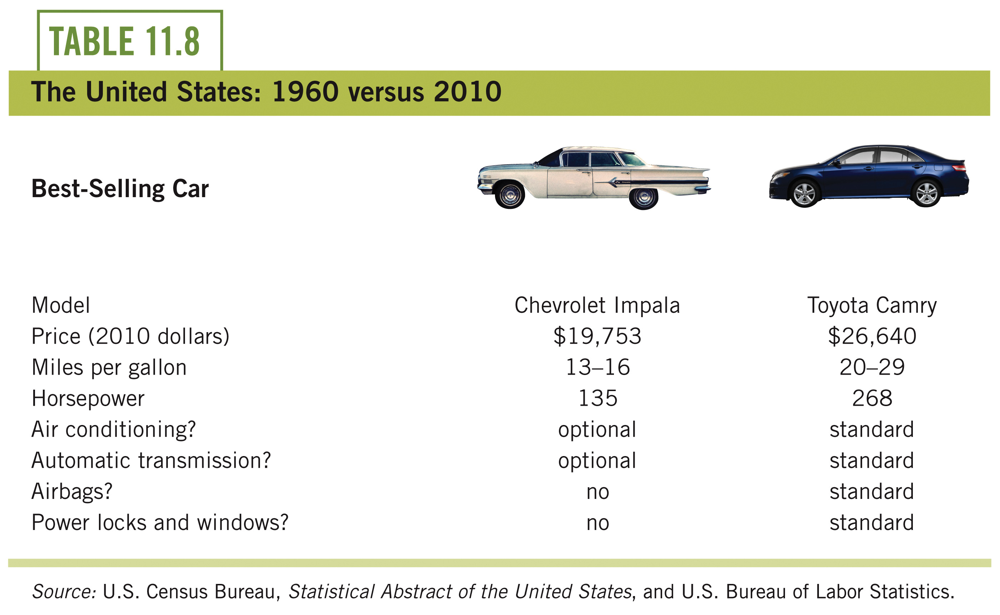 TABLE 11.8
The United States: 1960 versus 2010
Best-Selling Car
Model Chevrolet Impala Toyota Camry
Price (2010 dollars) $19,753 $26,640
Miles per gallon 13–16 20–29
Horsepower 135 268
Air conditioning? optional standard
Automatic transmission? optional standard
Airbags? no standard
Power locks and windows? no standard
Source: U.S. Census Bureau, Statistical Abstract of the United States, and U.S. Bureau of Labor Statistics.